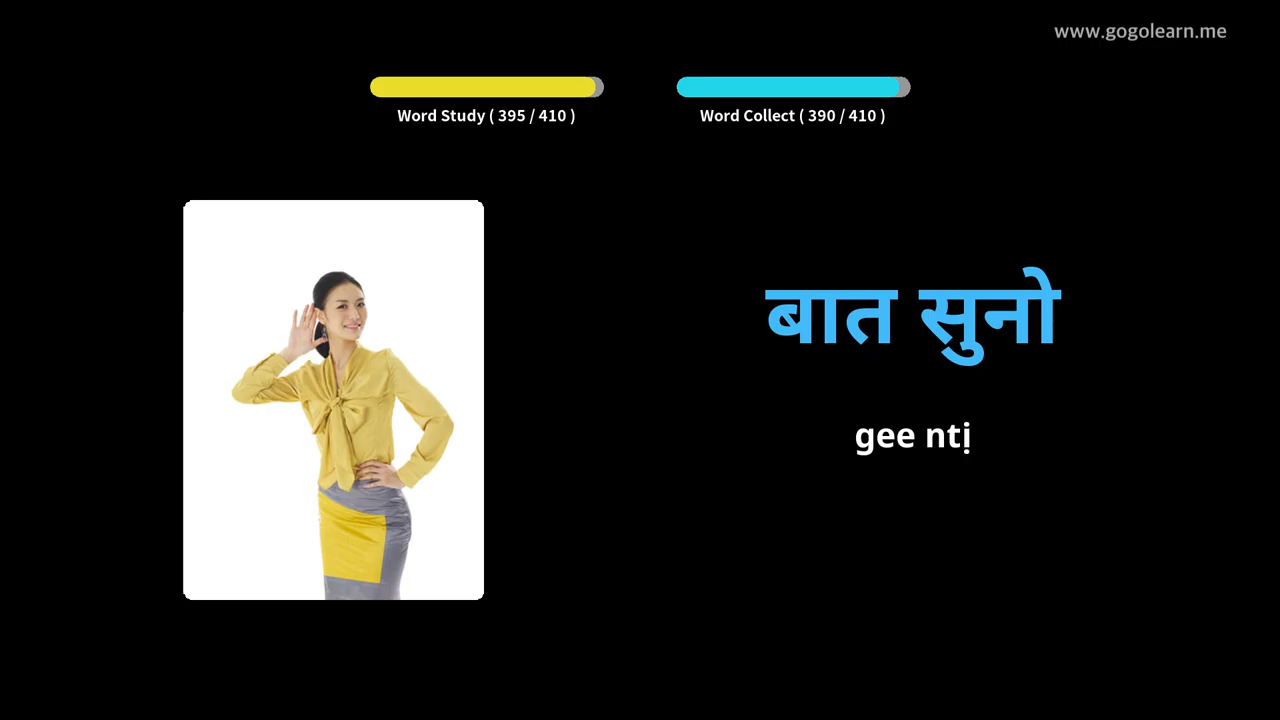 www.gogolearn.me
Word Study ( 395 / 410 )
Word Collect ( 390 / 410 )
बात सुनो
gee ntị